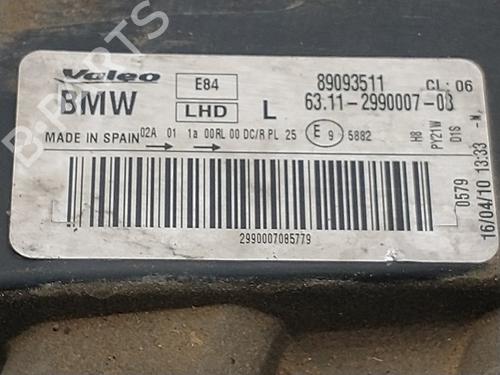 Valeo
E84
89093511
CL: 06
BMW
LHD
L
63.11-2990007-03
MADE IN SPAIN
02A 01 1a 00RL 00 DC/R PL 25
E 9 5882
H8
PY21W
D1S
-M
0579
16/04/10 13:33
2990007085779
B-PARTS